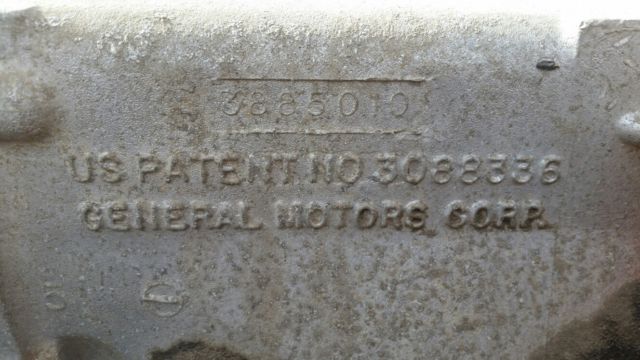 3885010
US PATENT NO 3088336
GENERAL MOTORS CORP.